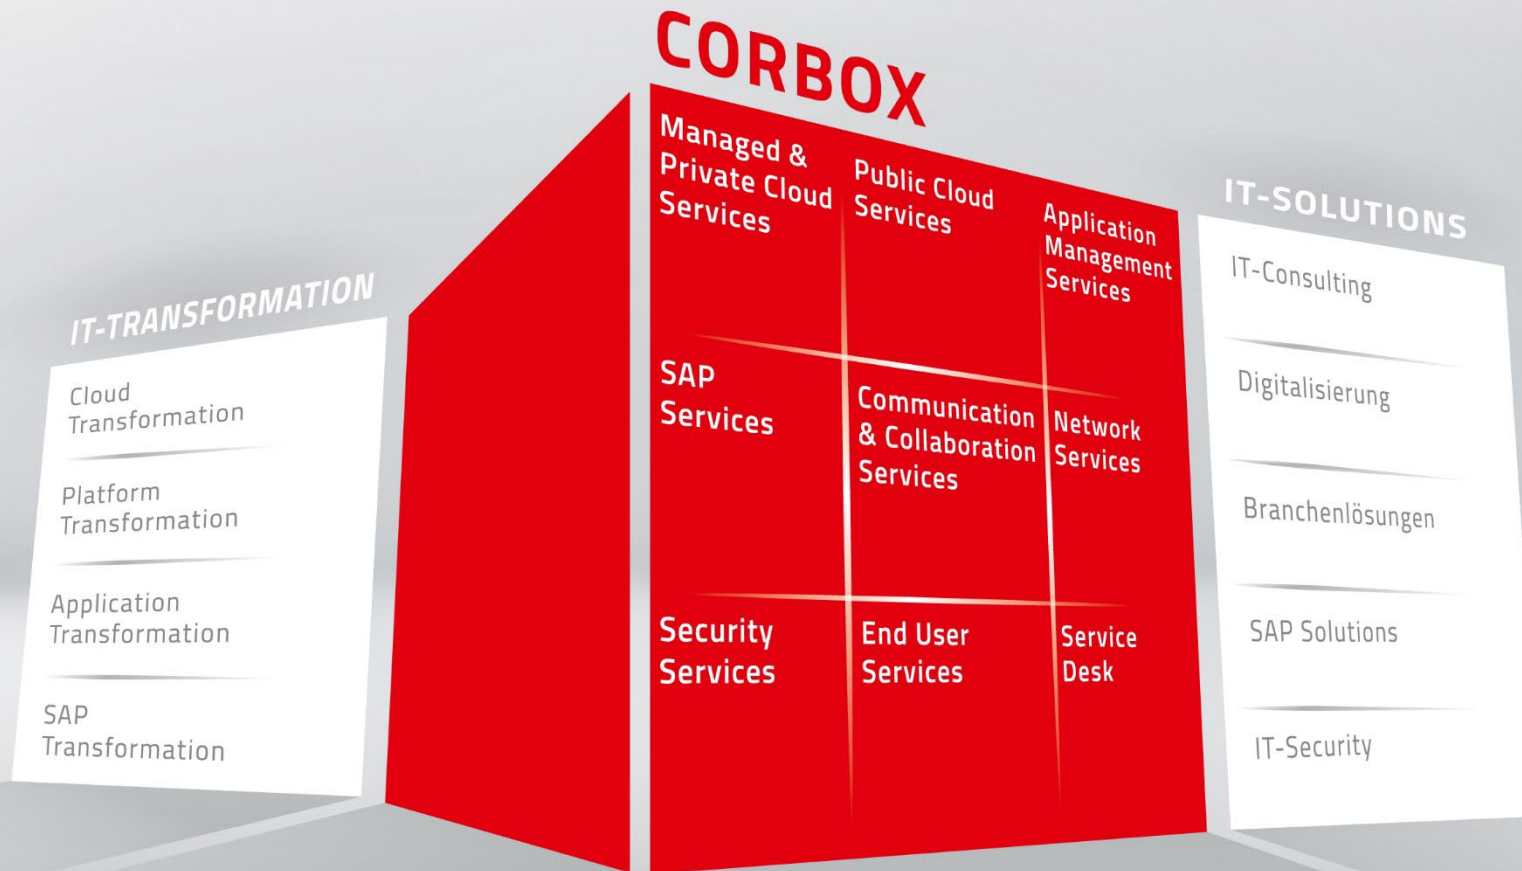 CORBOX
IT-TRANSFORMATION
Cloud
Transformation
Platform
Transformation
Application
Transformation
SAP
Transformation
Managed &
Private Cloud
Services
Public Cloud
Services
Application
Management
Services
SAP
Services
Communication
& Collaboration
Services
Network
Services
Security
Services
End User
Services
Service
Desk
IT-SOLUTIONS
IT-Consulting
Digitalisierung
Branchenlösungen
SAP Solutions
IT-Security